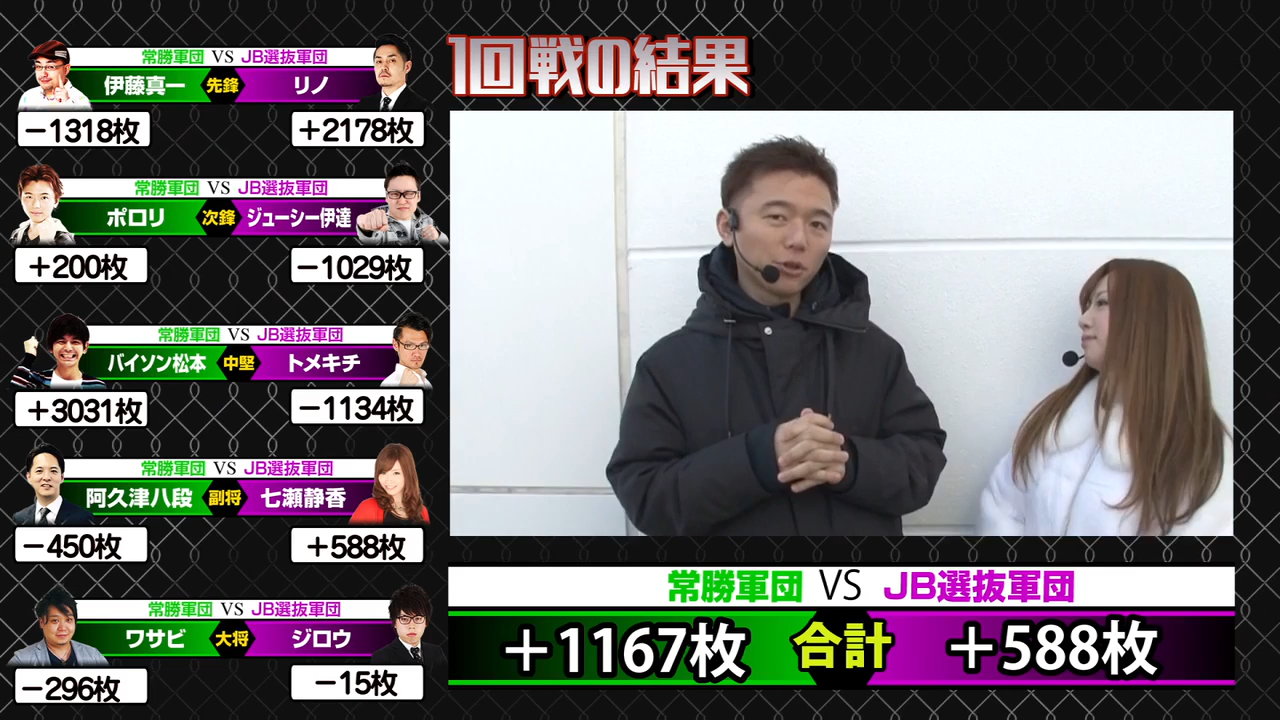 常勝軍団 VS JB選抜軍団
伊藤真一 先鋒 リノ
－1318枚 ＋2178枚
常勝軍団 VS JB選抜軍団
ポロリ 次鋒 ジューシー伊達
＋200枚 －1029枚
常勝軍団 VS JB選抜軍団
バイソン松本 中堅 トメキチ
＋3031枚 －1134枚
常勝軍団 VS JB選抜軍団
阿久津八段 副将 七瀬静香
－450枚 ＋588枚
常勝軍団 VS JB選抜軍団
ワサビ 大将 ジロウ
－296枚 －15枚
1回戦の結果
常勝軍団 VS JB選抜軍団
＋1167枚 合計 ＋588枚